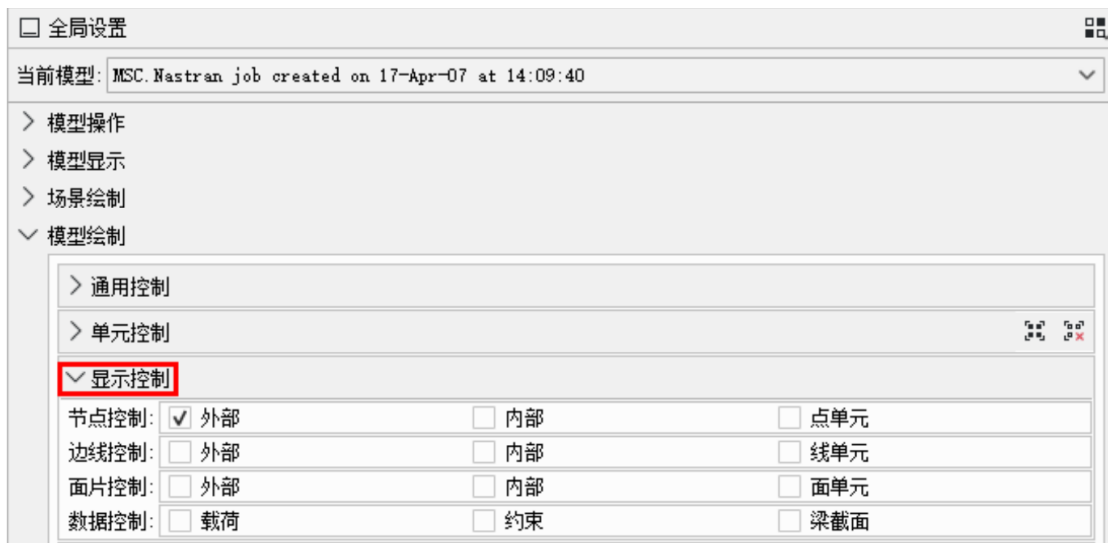 全局设置
当前模型: MSC.Nastran job created on 17-Apr-07 at 14:09:40
模型操作
模型显示
场景绘制
模型绘制
通用控制
单元控制
显示控制
节点控制: 外部 内部 点单元
边线控制: 外部 内部 线单元
面片控制: 外部 内部 面单元
数据控制: 载荷 约束 梁截面